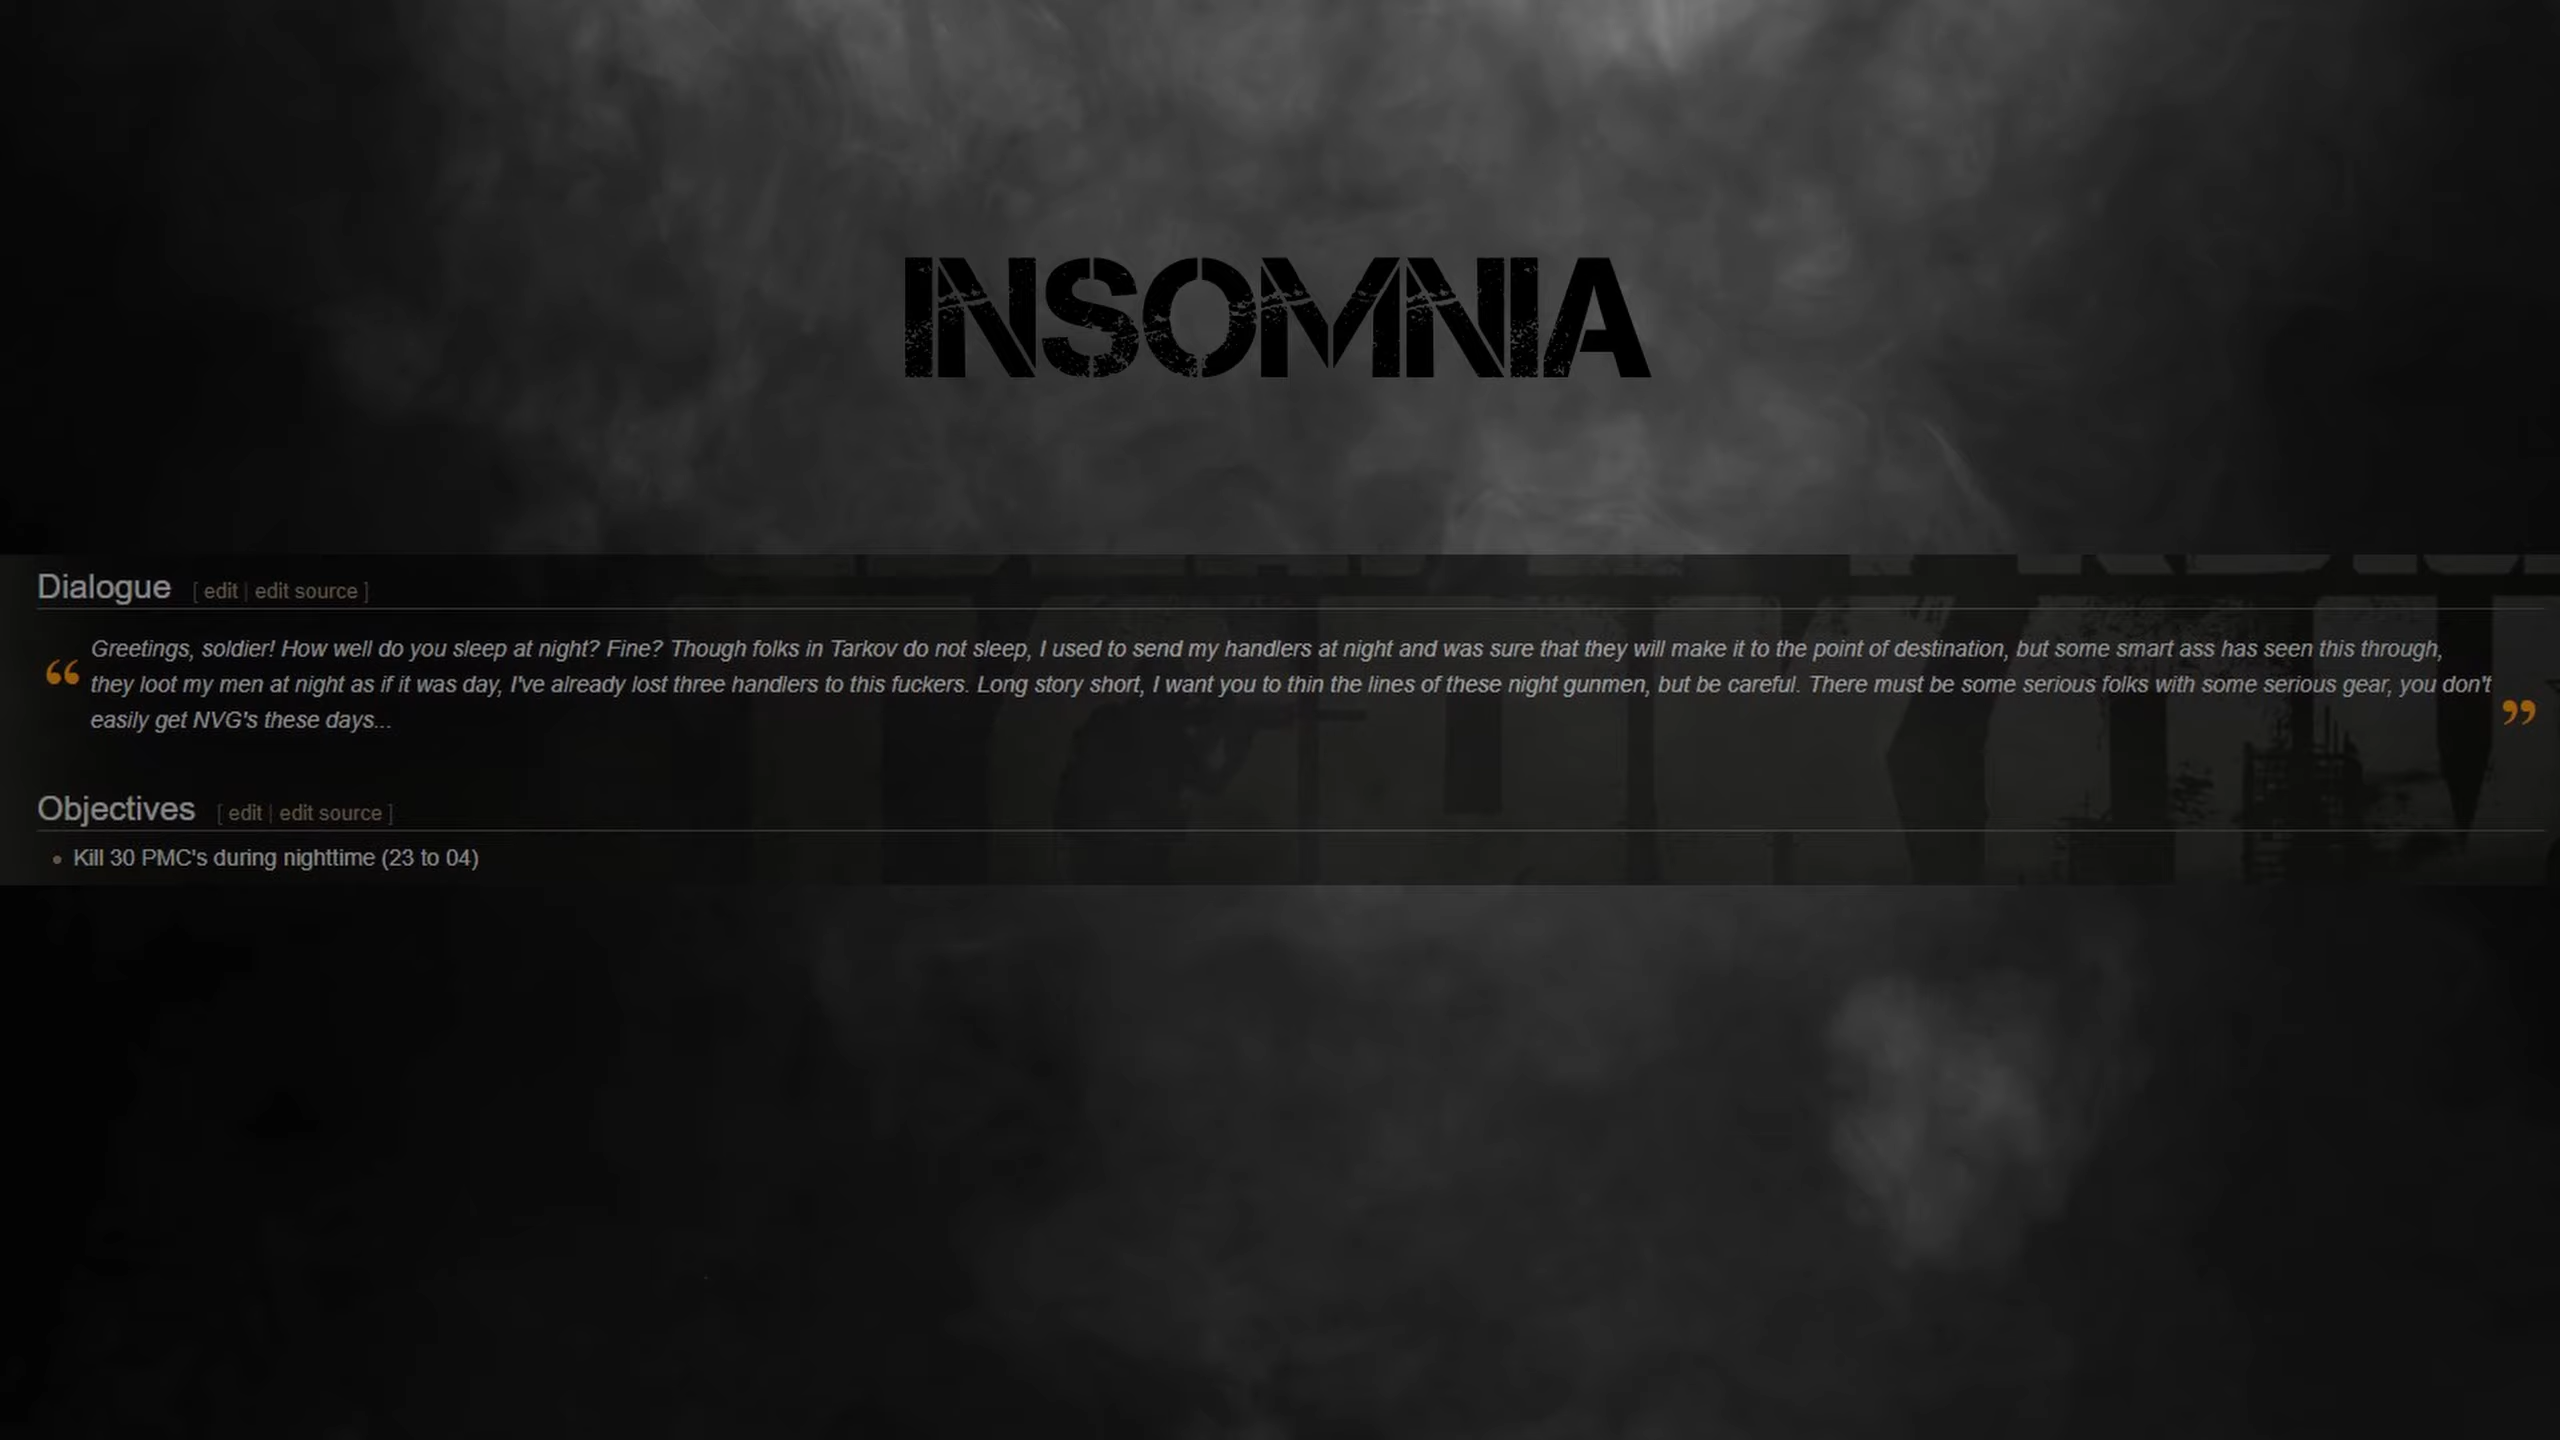 INSOMNIA
Dialogue [ edit | edit source ]
“ Greetings, soldier! How well do you sleep at night? Fine? Though folks in Tarkov do not sleep, I used to send my handlers at night and was sure that they will make it to the point of destination, but some smart ass has seen this through,
they loot my men at night as if it was day, I've already lost three handlers to this fuckers. Long story short, I want you to thin the lines of these night gunmen, but be careful. There must be some serious folks with some serious gear, you don't
easily get NVG's these days... ”
Objectives [ edit | edit source ]
• Kill 30 PMC's during nighttime (23 to 04)